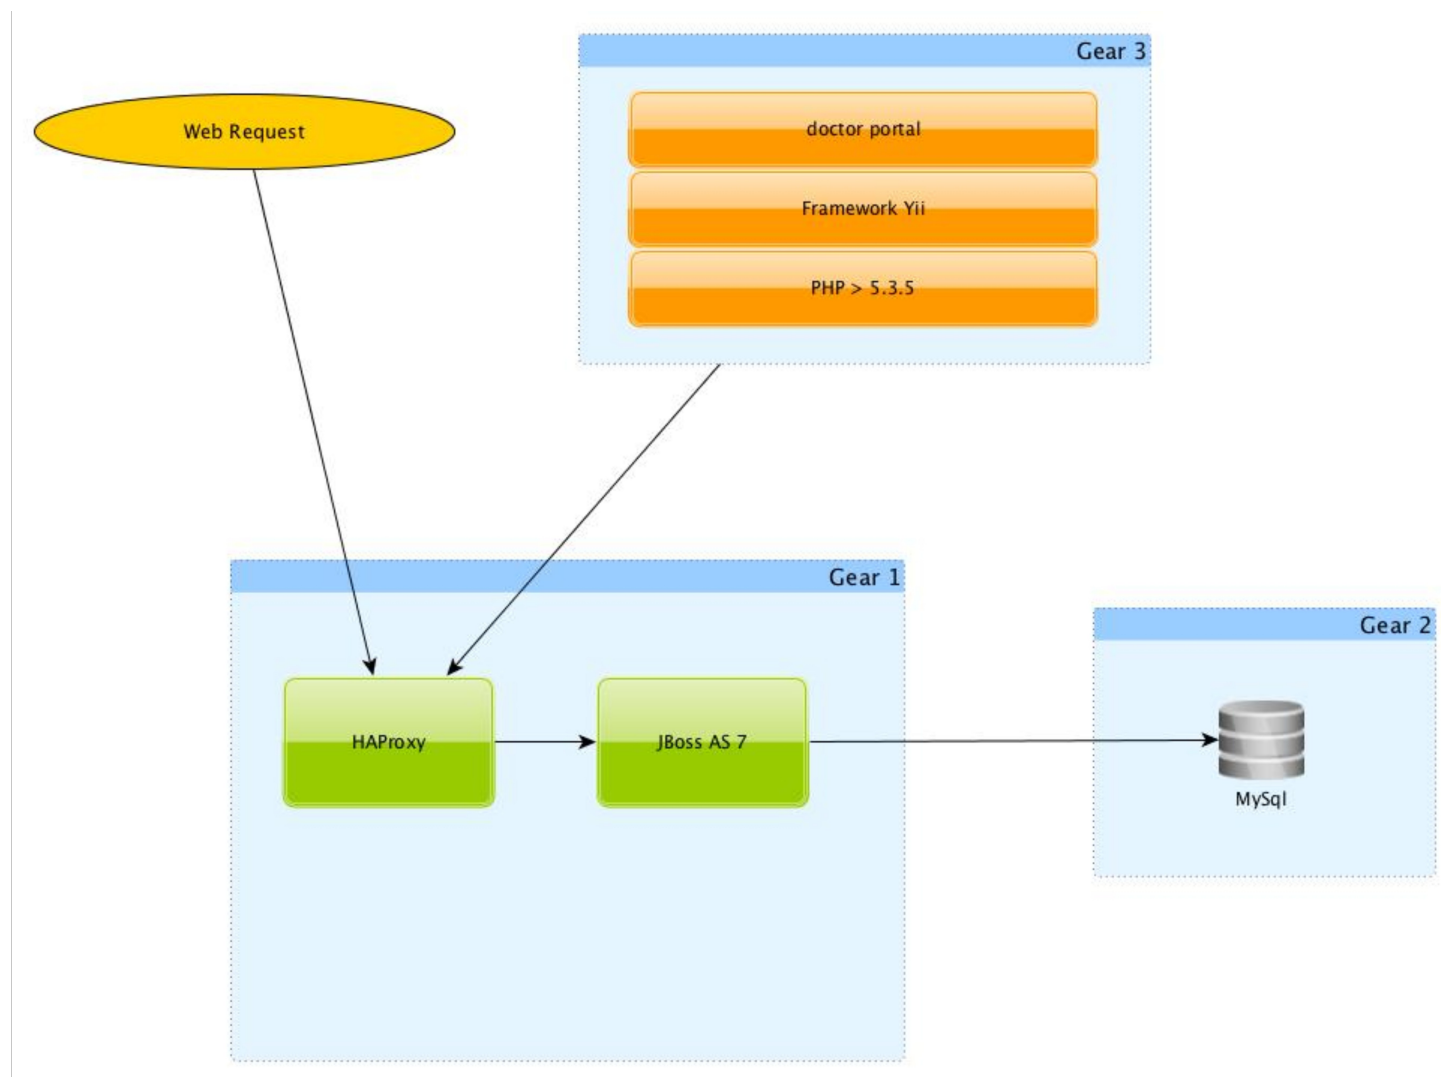 Gear 3
Web Request
doctor portal
Framework Yii
PHP > 5.3.5
Gear 1
Gear 2
HAProxy
JBoss AS 7
MySql